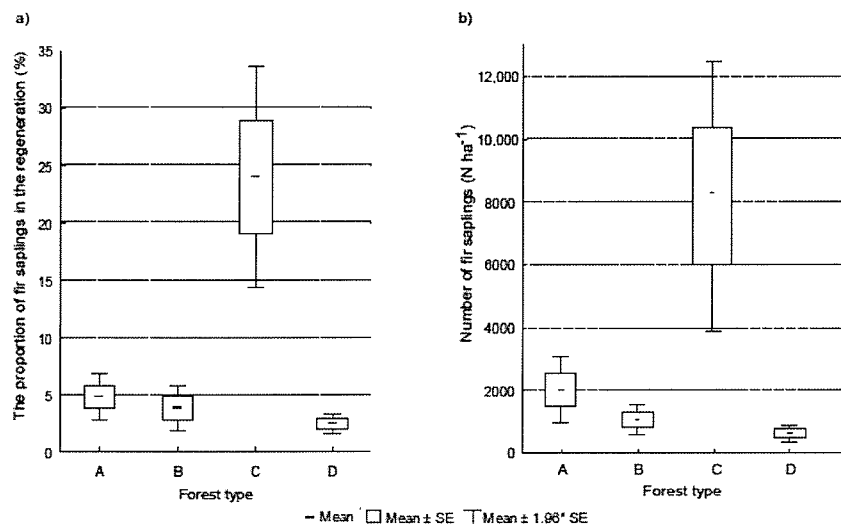 a)
The proportion of fir saplings in the regeneration (%)
35
30
25
20
15
10
5
0
A B C D
Forest type
b)
Number of fir saplings (N ha⁻¹)
12,000
10.000
8000
6000
4000
2000
0
A B C D
Forest type
Mean Mean ± SE Mean ± 1.96* SE